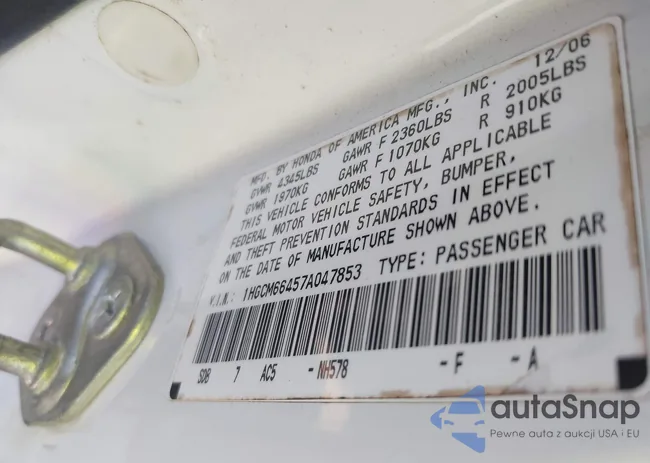 MFD. BY HONDA OF AMERICA MFG., INC. 12/06
GVWR 4345LBS GAWR F 2360LBS R 2005LBS
GVWR 1970KG GAWR F 1070KG R 910KG
THIS VEHICLE CONFORMS TO ALL APPLICABLE
FEDERAL MOTOR VEHICLE SAFETY, BUMPER,
AND THEFT PREVENTION STANDARDS IN EFFECT
ON THE DATE OF MANUFACTURE SHOWN ABOVE.
V.I.N.: 1HGCM66457A047853 TYPE: PASSENGER CAR
SDB 7 AC5 -NH578 -F -A
autaSnap
Pewne auta z aukcji USA i EU